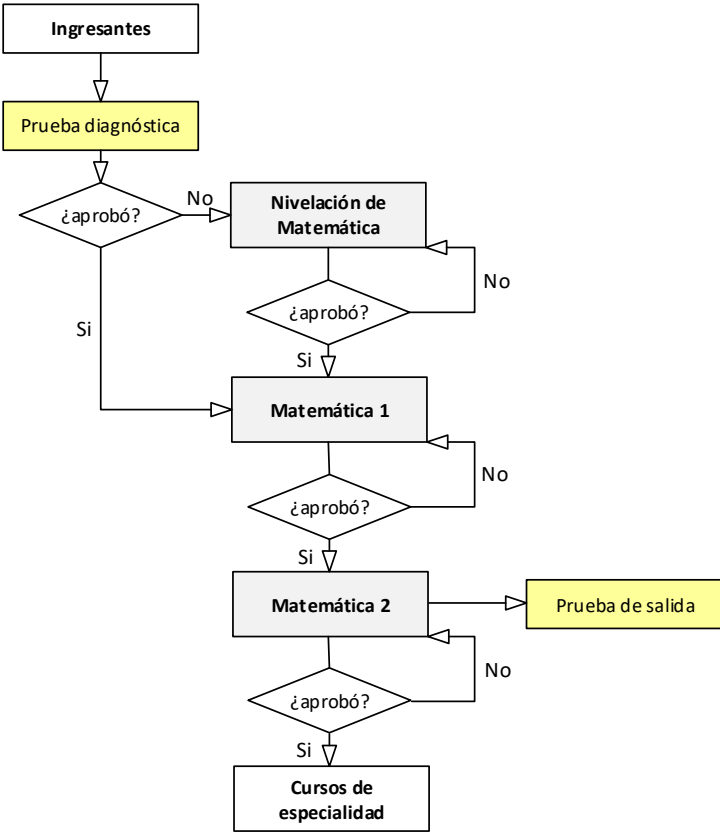 Ingresantes
Prueba diagnóstica
¿aprobó?
No
Nivelación de
Matemática
No
¿aprobó?
Si
Si
Matemática 1
No
¿aprobó?
Si
Matemática 2
Prueba de salida
No
¿aprobó?
Si
Cursos de
especialidad